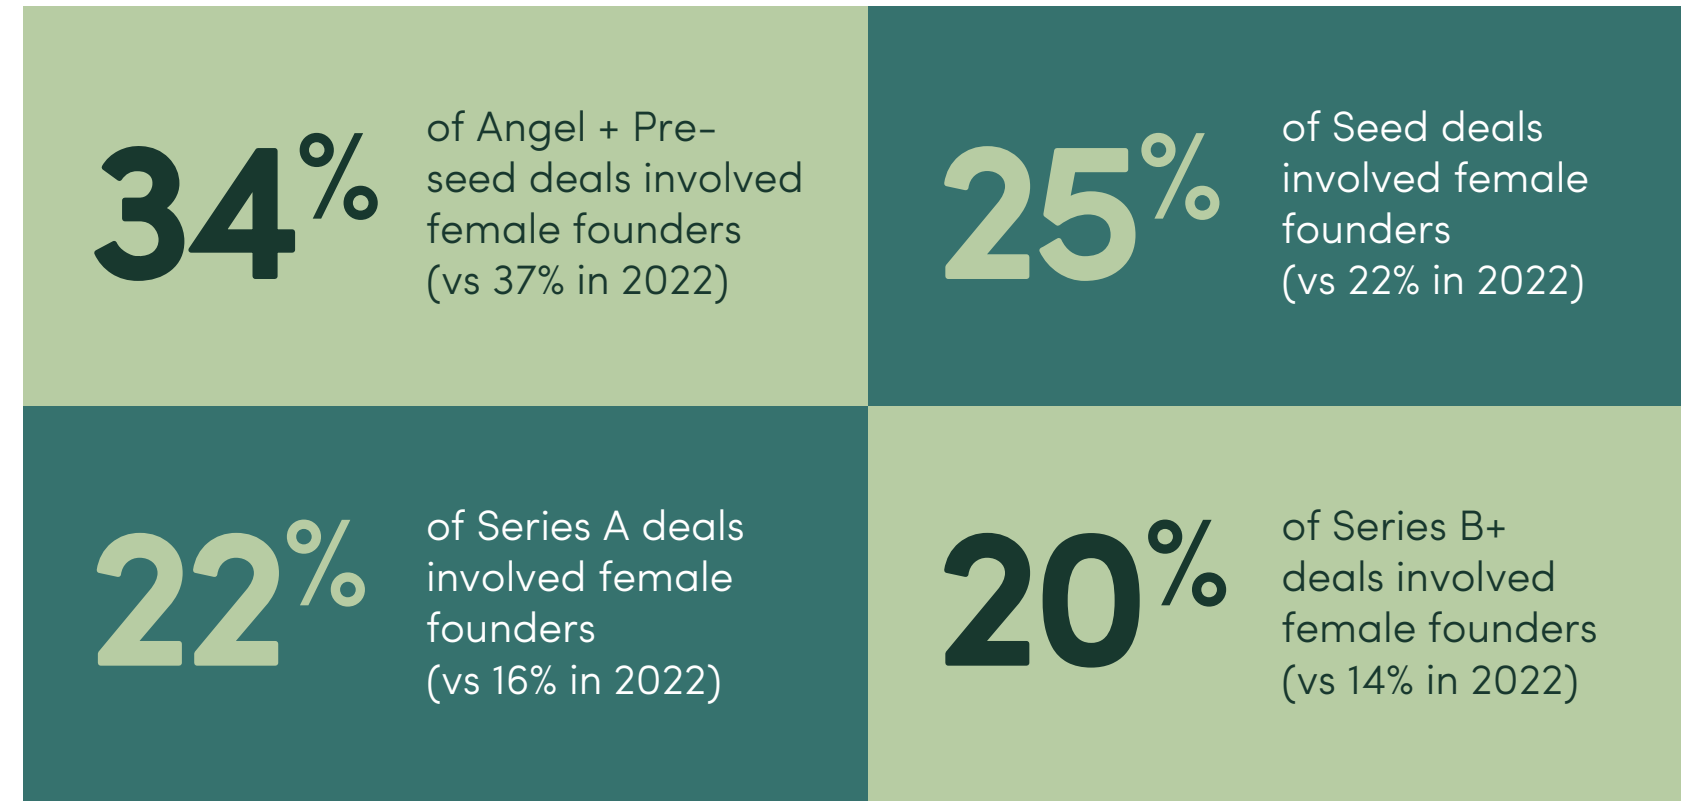 34%
of Angel + Pre-
seed deals involved
female founders
(vs 37% in 2022)
25%
of Seed deals
involved female
founders
(vs 22% in 2022)
22%
of Series A deals
involved female
founders
(vs 16% in 2022)
20%
of Series B+
deals involved
female founders
(vs 14% in 2022)